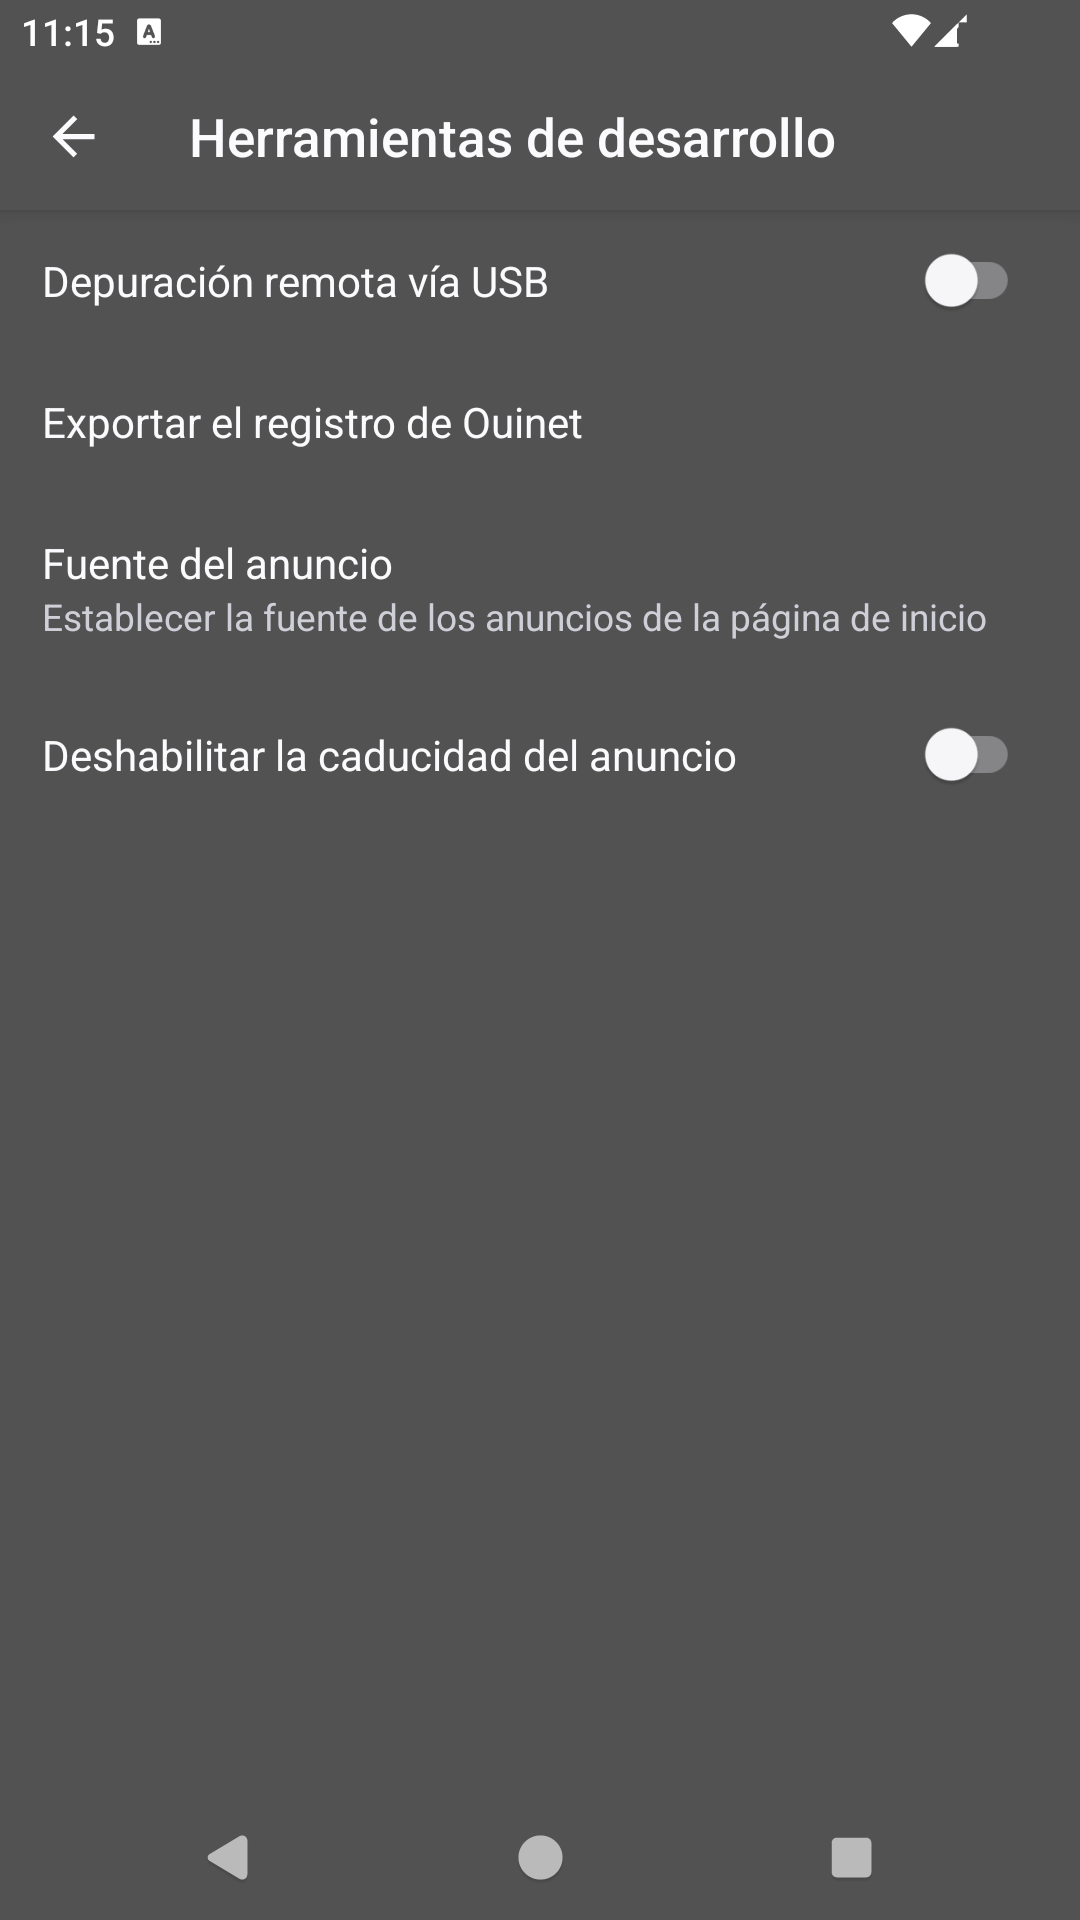 11:15
Herramientas de desarrollo
Depuración remota vía USB
Exportar el registro de Ouinet
Fuente del anuncio
Establecer la fuente de los anuncios de la página de inicio
Deshabilitar la caducidad del anuncio